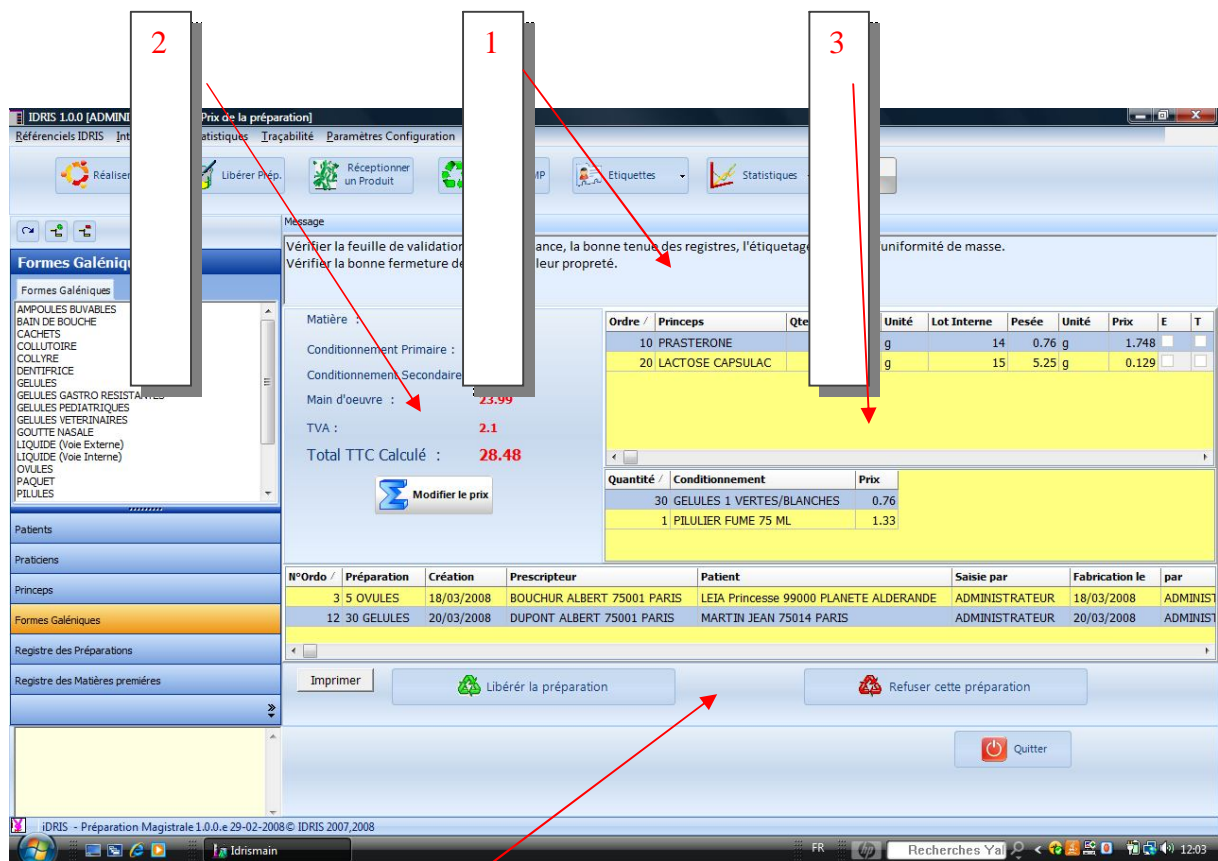 2
1
3
IDRIS 1.0.0 [ADMINI Prix de la préparation]
Référenciels IDRIS Int atistiques Traçabilité Paramètres Configuration
Réaliser
Libérer Prép.
Réceptionner
un Produit
MP
Etiquettes
Statistiques
Message
Vérifier la feuille de validation ance, la bonne tenue des registres, l'étiquetag uniformité de masse.
Vérifier la bonne fermeture de leur propreté.
Formes Galéniq
Formes Galéniques
AMPOULES BUVABLES
BAIN DE BOUCHE
CACHETS
COLLUTOIRE
COLLYRE
DENTIFRICE
GELULES
GELULES GASTRO RESISTANTES
GELULES PEDIATRIQUES
GELULES VETERINAIRES
GOUTTE NASALE
LIQUIDE (Voie Externe)
LIQUIDE (Voie Interne)
OVULES
PAQUET
PILULES
Patients
Praticiens
Princeps
Formes Galéniques
Registre des Préparations
Registre des Matières premiéres
Matière :
Conditionnement Primaire :
Conditionnement Secondaire
Main d'oeuvre : 23.99
TVA : 2.1
Total TTC Calculé : 28.48
Modifier le prix
Ordre Princeps Qte Unité Lot Interne Pesée Unité Prix E T
10 PRASTERONE g 14 0.76 g 1.748
20 LACTOSE CAPSULAC g 15 5.25 g 0.129
Quantité Conditionnement Prix
30 GELULES 1 VERTES/BLANCHES 0.76
1 PILULIER FUME 75 ML 1.33
N°Ordo Préparation Création Prescripteur Patient Saisie par Fabrication le par
3 5 OVULES 18/03/2008 BOUCHUR ALBERT 75001 PARIS LEIA Princesse 99000 PLANETE ALDERANDE ADMINISTRATEUR 18/03/2008 ADMINIST
12 30 GELULES 20/03/2008 DUPONT ALBERT 75001 PARIS MARTIN JEAN 75014 PARIS ADMINISTRATEUR 20/03/2008 ADMINIST
Imprimer
Libérér la préparation
Refuser cette préparation
Quitter
iDRIS - Préparation Magistrale 1.0.0.e 29-02-2008 © IDRIS 2007,2008
Idrismain
FR
hp
Recherches Yal
12:03